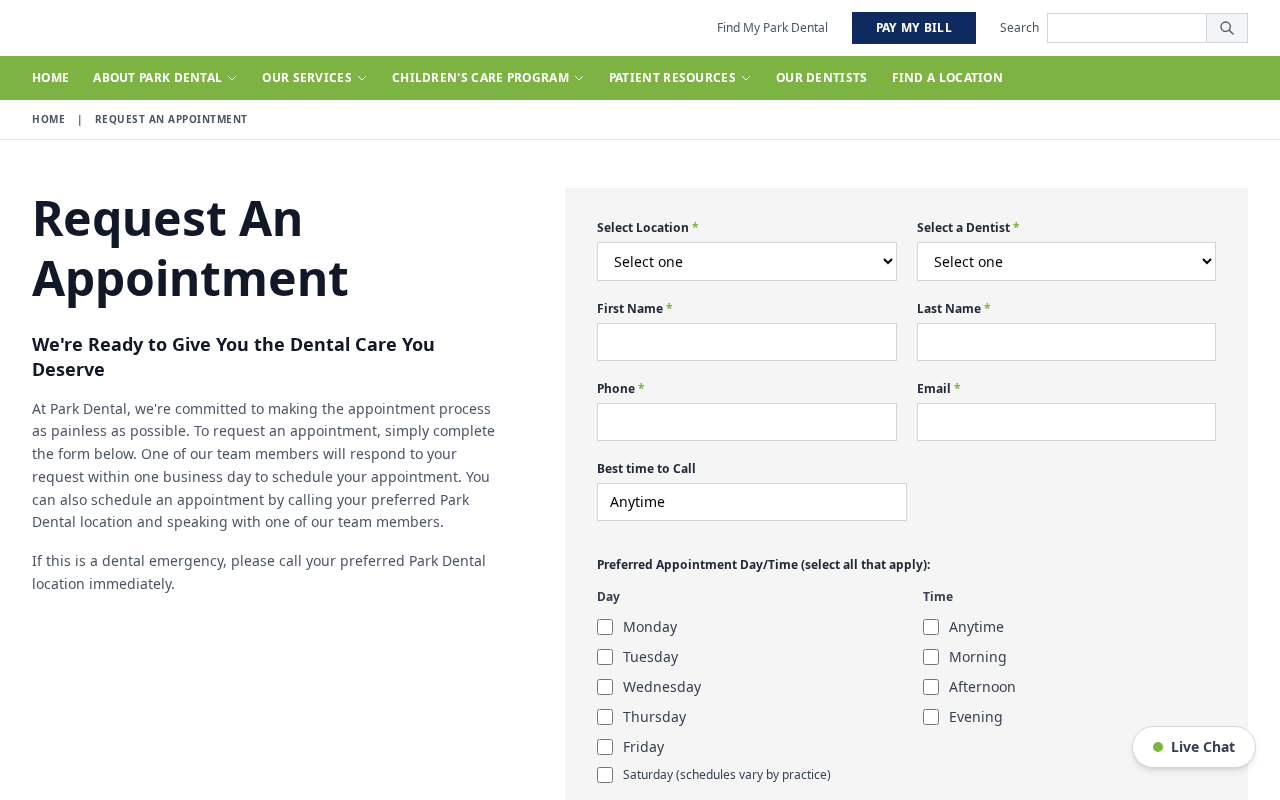 Find My Park Dental PAY MY BILL Search
HOME ABOUT PARK DENTAL OUR SERVICES CHILDREN'S CARE PROGRAM PATIENT RESOURCES OUR DENTISTS FIND A LOCATION
HOME | REQUEST AN APPOINTMENT
Request An
Appointment
We're Ready to Give You the Dental Care You
Deserve
At Park Dental, we're committed to making the appointment process
as painless as possible. To request an appointment, simply complete
the form below. One of our team members will respond to your
request within one business day to schedule your appointment. You
can also schedule an appointment by calling your preferred Park
Dental location and speaking with one of our team members.
If this is a dental emergency, please call your preferred Park Dental
location immediately.
Select Location * Select a Dentist *
Select one Select one
First Name * Last Name *
Phone * Email *
Best time to Call
Anytime
Preferred Appointment Day/Time (select all that apply):
Day Time
Monday Anytime
Tuesday Morning
Wednesday Afternoon
Thursday Evening
Friday
Saturday (schedules vary by practice)
Live Chat